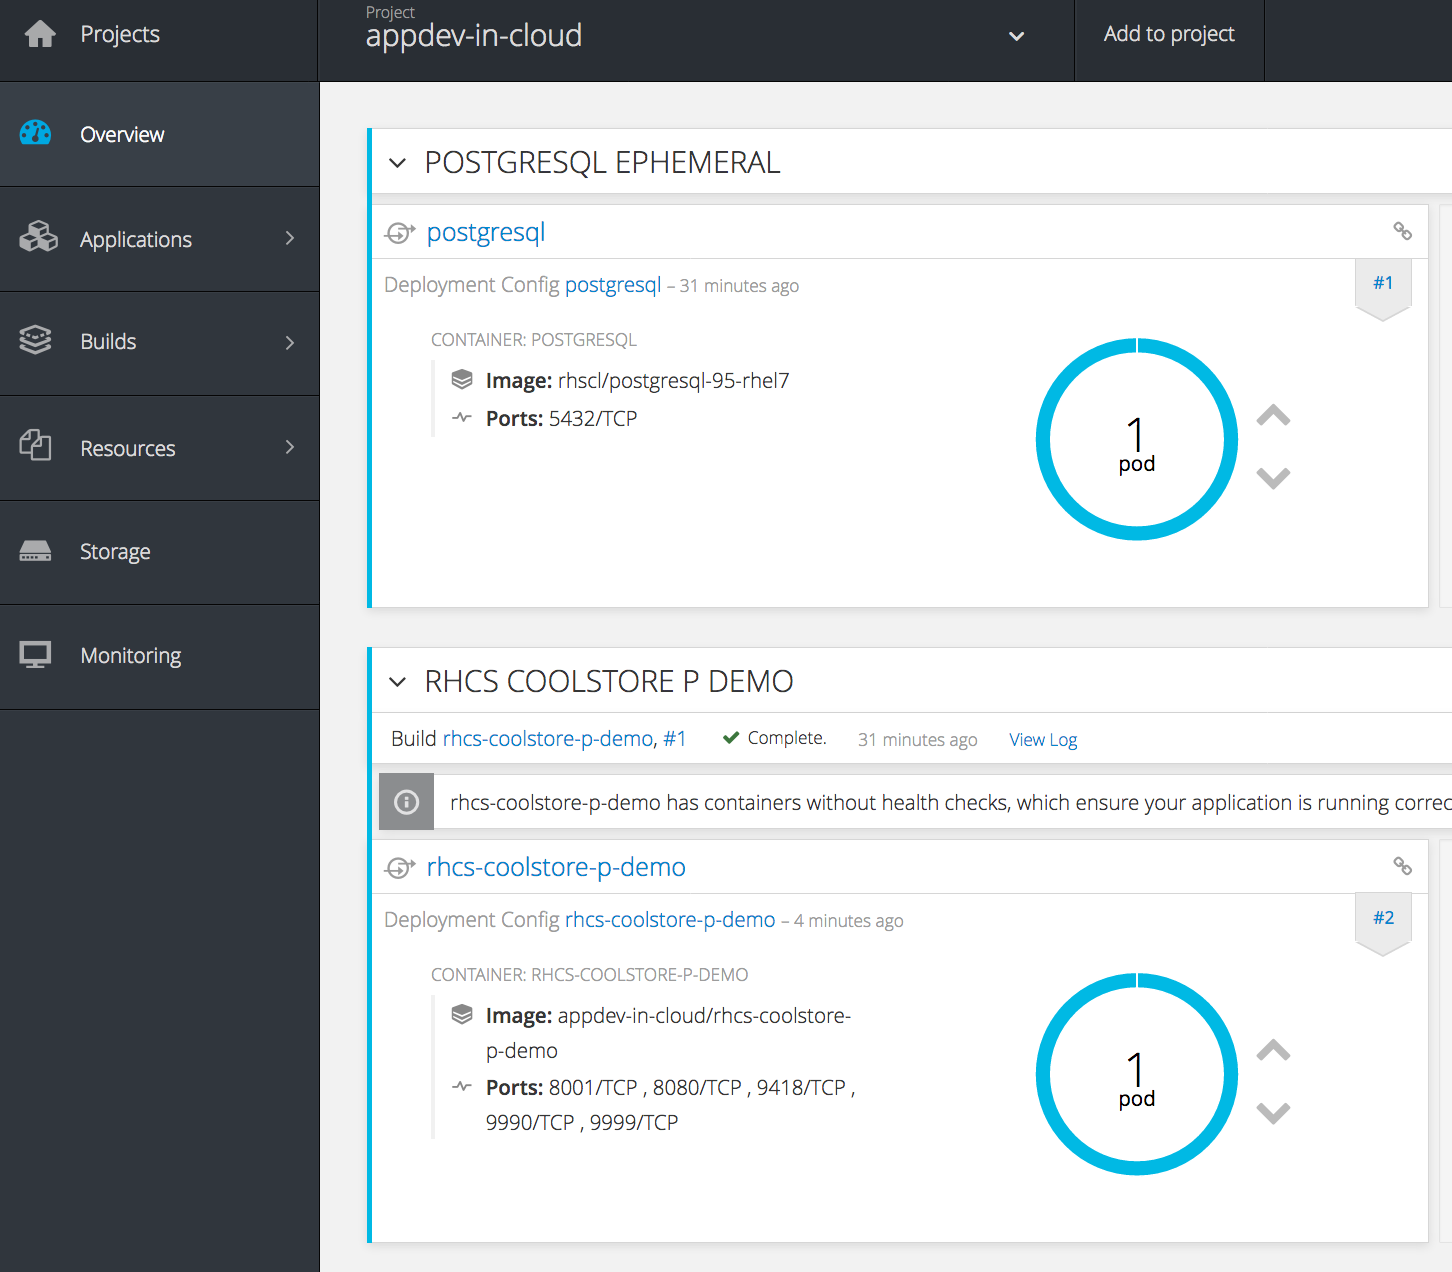 Projects
Project
appdev-in-cloud
Add to project
Overview
Applications
Builds
Resources
Storage
Monitoring
POSTGRESQL EPHEMERAL
postgresql
Deployment Config postgresql – 31 minutes ago
#1
CONTAINER: POSTGRESQL
Image: rhscl/postgresql-95-rhel7
Ports: 5432/TCP
1
pod
RHCS COOLSTORE P DEMO
Build rhcs-coolstore-p-demo, #1 Complete. 31 minutes ago View Log
rhcs-coolstore-p-demo has containers without health checks, which ensure your application is running correc
rhcs-coolstore-p-demo
Deployment Config rhcs-coolstore-p-demo – 4 minutes ago
#2
CONTAINER: RHCS-COOLSTORE-P-DEMO
Image: appdev-in-cloud/rhcs-coolstore-
p-demo
Ports: 8001/TCP , 8080/TCP , 9418/TCP ,
9990/TCP , 9999/TCP
1
pod